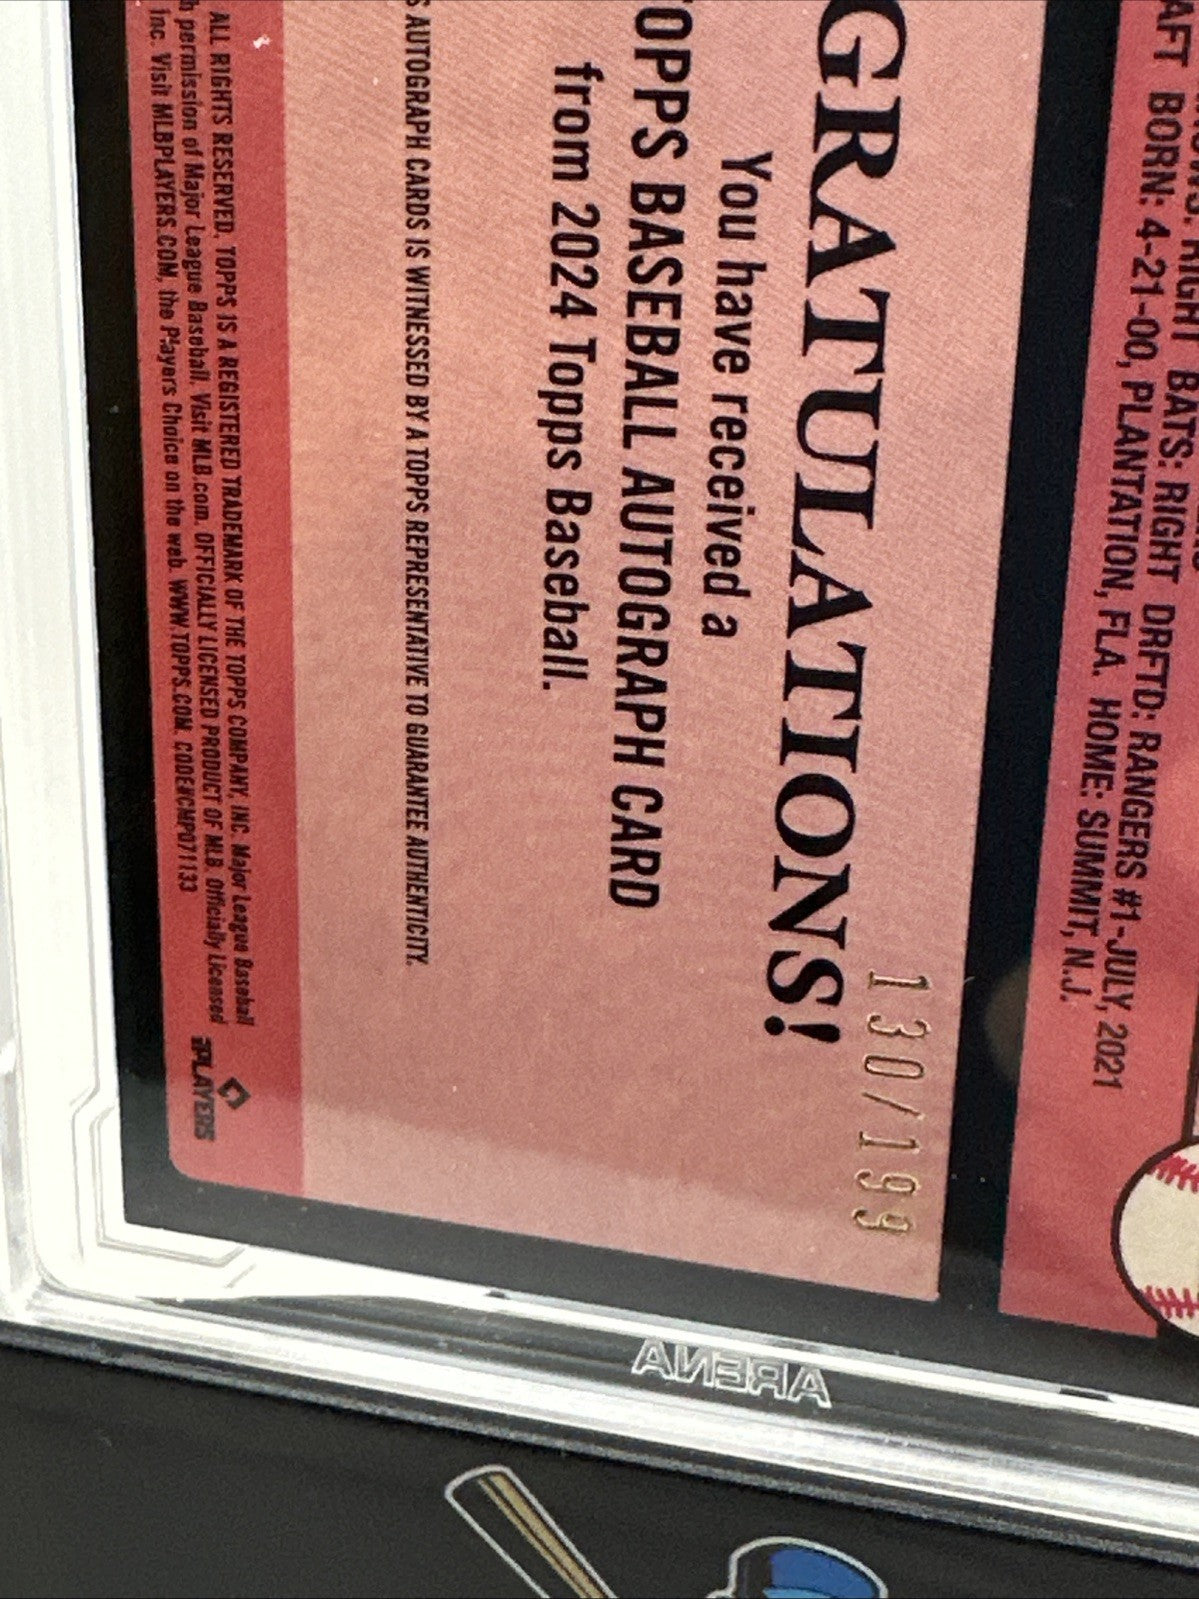 BATS: RIGHT DRFTD: RANGERS #1-JULY, 2021
AFT BORN: 4-21-00, PLANTATION, FLA. HOME: SUMMIT, N.J.
130/199
GRATULATIONS!
You have received a
OPPS BASEBALL AUTOGRAPH CARD
from 2024 Topps Baseball.
S AUTOGRAPH CARDS IS WITNESSED BY A TOPPS REPRESENTATIVE TO GUARANTEE AUTHENTICITY.
ALL RIGHTS RESERVED. TOPPS IS A REGISTERED TRADEMARK OF THE TOPPS COMPANY, INC. Major League Baseball
h permission of Major League Baseball. Visit MLB.com. OFFICIALLY LICENSED PRODUCT OF MLB. Officially Licensed
Inc. Visit MLBPLAYERS.COM, the Players Choice on the web. WWW.TOPPS.COM. CODE#CMP071133
PLAYERS
ARENA